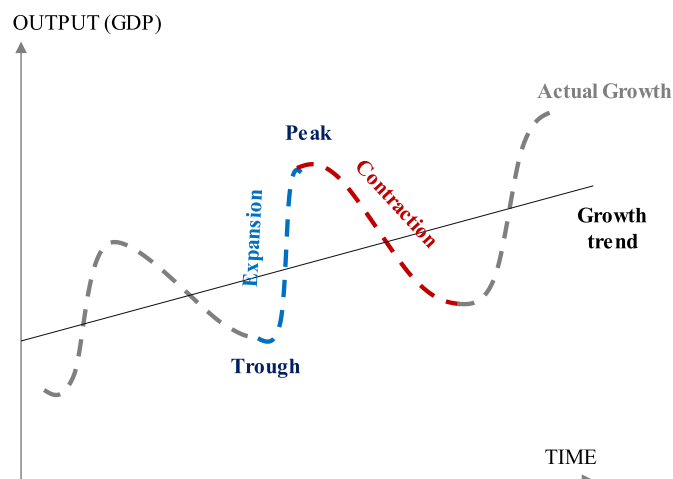 OUTPUT (GDP)
Actual Growth
Peak
Contraction
Expansion
Growth
trend
Trough
TIME